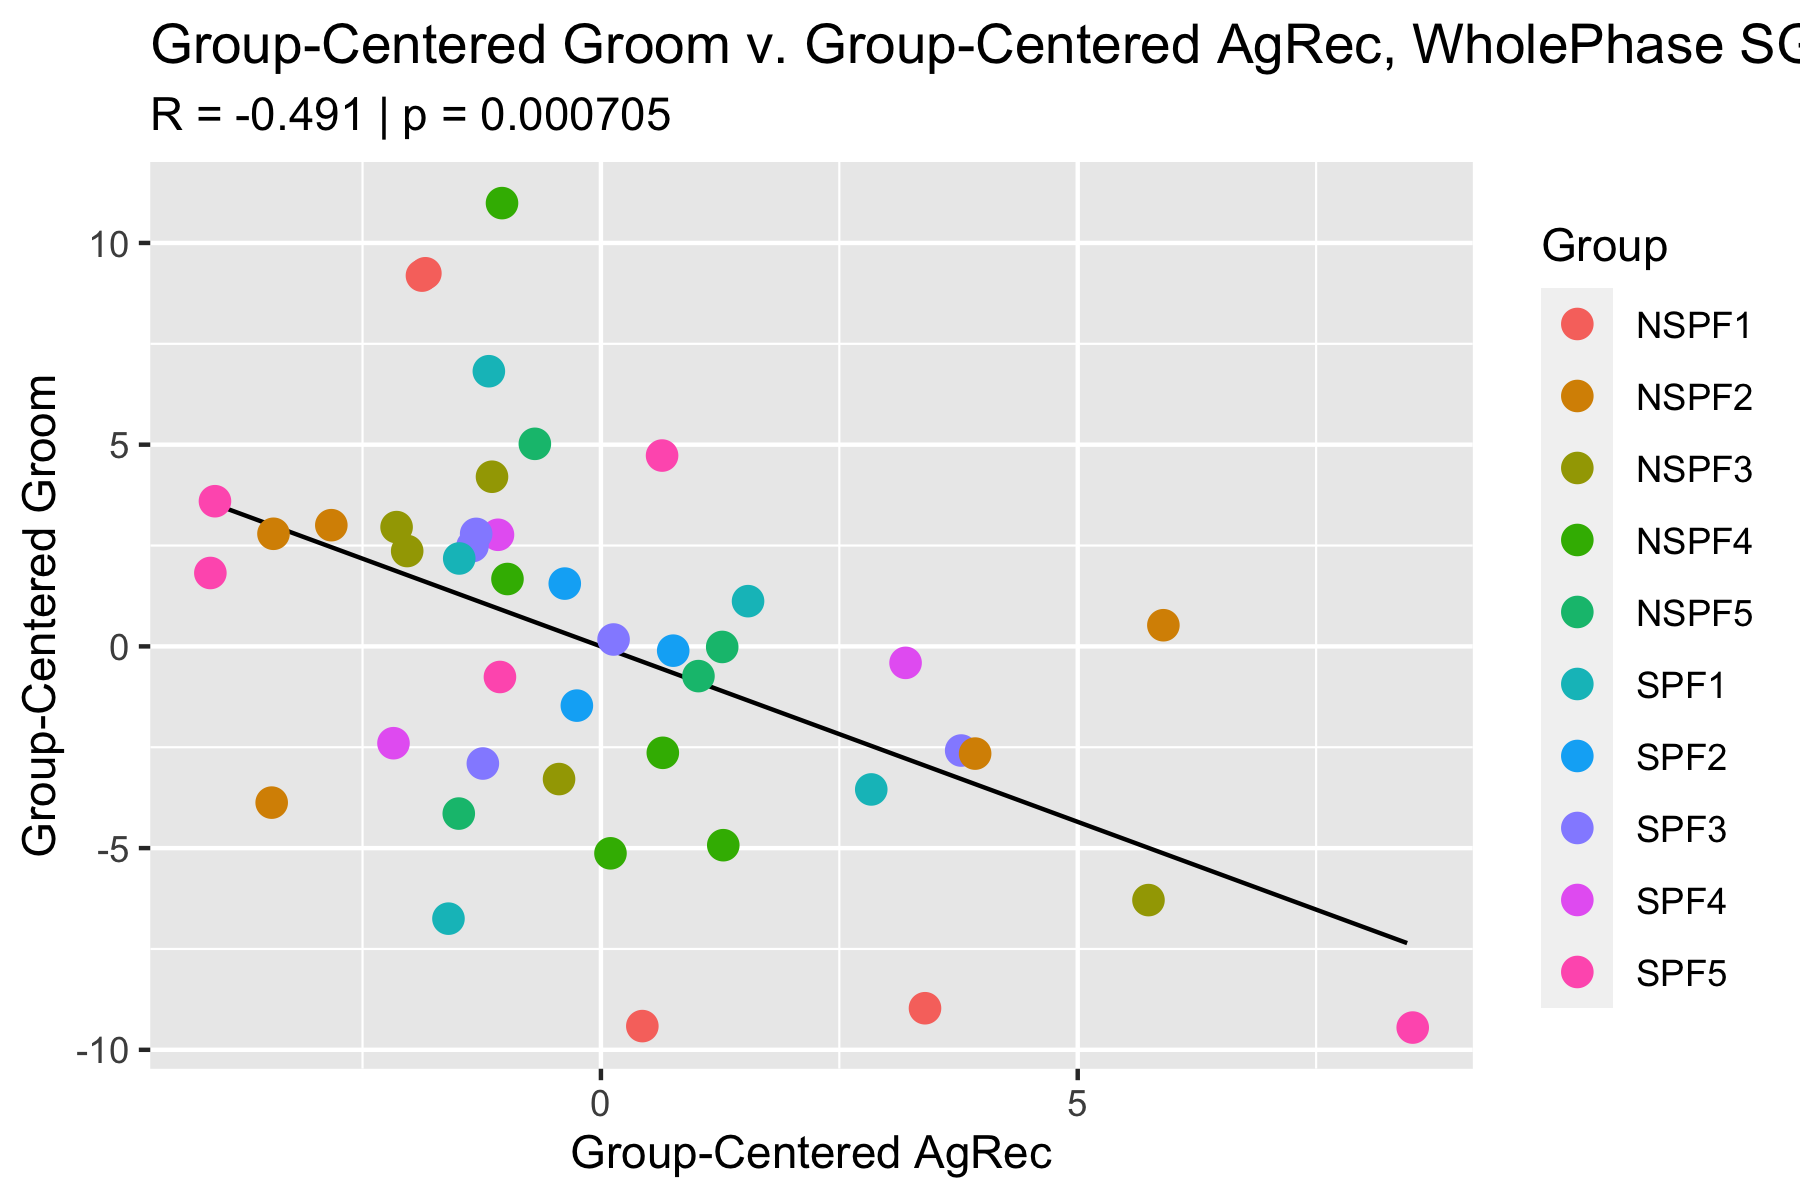 Group-Centered Groom v. Group-Centered AgRec, WholePhase
R = -0.491 | p = 0.000705
Group-Centered Groom
10
5
0
-5
-10
0
5
Group-Centered AgRec
Group
NSPF1
NSPF2
NSPF3
NSPF4
NSPF5
SPF1
SPF2
SPF3
SPF4
SPF5